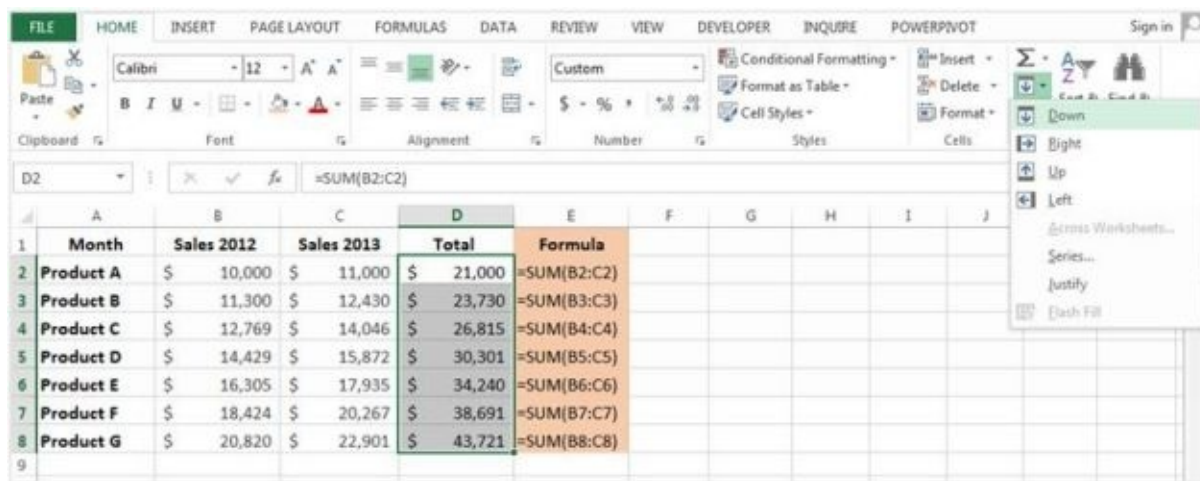 FILE HOME INSERT PAGE LAYOUT FORMULAS DATA REVIEW VIEW DEVELOPER INQUIRE POWERPIVOT Sign in
Calibri 12 A A Custom Conditional Formatting Insert Σ A Z
Paste Format as Table Delete
B I U A $ % Cell Styles Format
Clipboard Font Alignment Number Styles Cells
Down
Right
Up
Left
Across Worksheets...
Series...
Justify
Flash Fill
D2 fx =SUM(B2:C2)
A B C D E F G H I J
1 Month Sales 2012 Sales 2013 Total Formula
2 Product A $ 10,000 $ 11,000 $ 21,000 =SUM(B2:C2)
3 Product B $ 11,300 $ 12,430 $ 23,730 =SUM(B3:C3)
4 Product C $ 12,769 $ 14,046 $ 26,815 =SUM(B4:C4)
5 Product D $ 14,429 $ 15,872 $ 30,301 =SUM(B5:C5)
6 Product E $ 16,305 $ 17,935 $ 34,240 =SUM(B6:C6)
7 Product F $ 18,424 $ 20,267 $ 38,691 =SUM(B7:C7)
8 Product G $ 20,820 $ 22,901 $ 43,721 =SUM(B8:C8)
9